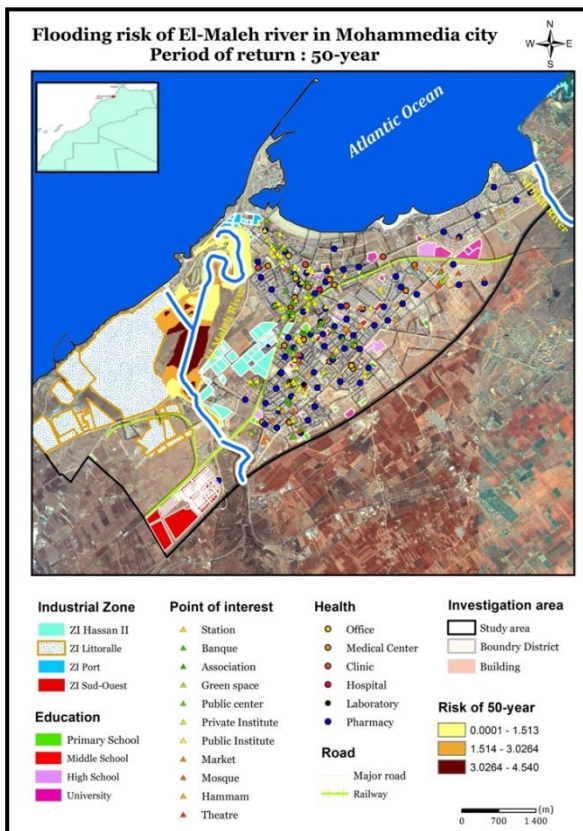 Flooding risk of El-Maleh river in Mohammedia city
Period of return : 50-year
N
W E
S
Atlantic Ocean
River
Industrial Zone
ZI Hassan II
ZI Littoralle
ZI Port
ZI Sud-Ouest
Education
Primary School
Middle School
High School
University
Point of interest
Station
Banque
Association
Green space
Public center
Private Institute
Public Institute
Market
Mosque
Hammam
Theatre
Health
Office
Medical Center
Clinic
Hospital
Laboratory
Pharmacy
Road
Major road
Railway
Investigation area
Study area
Boundry District
Building
Risk of 50-year
0.0001 - 1.513
1.514 - 3.0264
3.0264 - 4.540
(m)
0 700 1 400